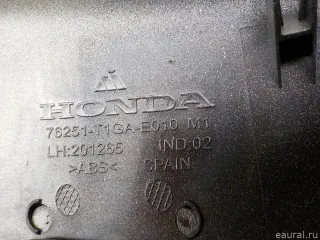 HONDA
76251-T1GA-E010 M1
LH:201265 IND:02
>ABS< SPAIN
eaural.ru